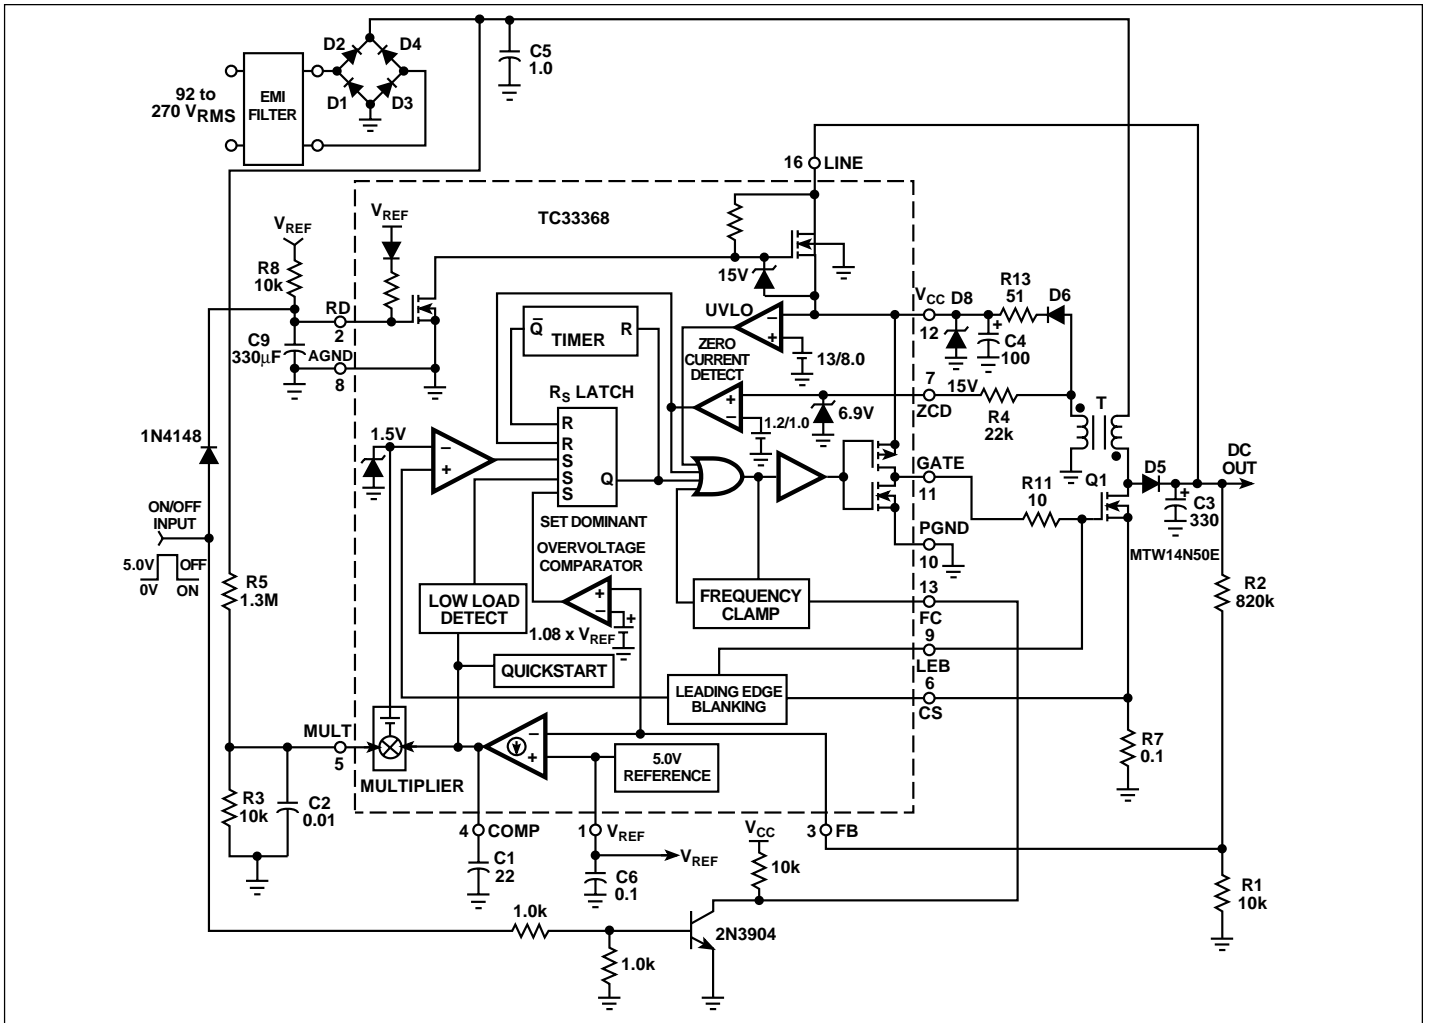 D2
D4
C5
1.0
92 to
270 VRMS
EMI
FILTER
D1
D3
16
LINE
TC33368
VREF
VREF
R8
10k
RD
2
C9
330μF
AGND
8
15V
UVLO
VCC
D8
12
R13
51
D6
+
C4
100
Q̅
TIMER
R
–
+
13/8.0
ZERO
CURRENT
DETECT
7
ZCD
15V
R4
22k
T
RS LATCH
+
–
1.2/1.0
6.9V
1N4148
1.5V
–
+
R
R
S
S
S
Q
SET DOMINANT
GATE
11
R11
10
Q1
D5
DC
OUT
+
C3
330
MTW14N50E
ON/OFF
INPUT
5.0V
0V
OFF
ON
OVERVOLTAGE
COMPARATOR
PGND
10
R5
1.3M
LOW LOAD
DETECT
+
–
+
1.08 x VREF
FREQUENCY
CLAMP
13
FC
R2
820k
9
LEB
QUICKSTART
LEADING EDGE
BLANKING
6
CS
MULT
5
MULTIPLIER
–
+
5.0V
REFERENCE
R7
0.1
R3
10k
C2
0.01
4
COMP
1
VREF
3
FB
C1
22
VREF
C6
0.1
VCC
10k
R1
10k
1.0k
1.0k
2N3904